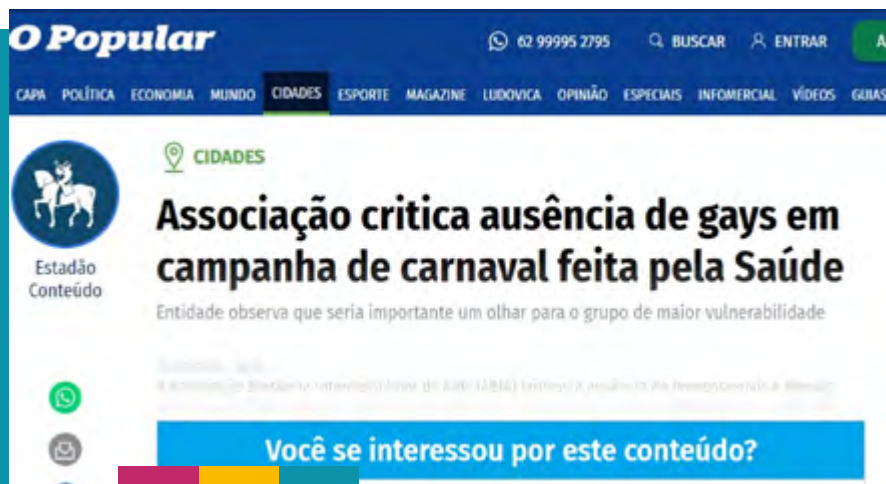 O Popular
62 99995 2795 BUSCAR ENTRAR A
CAPA POLÍTICA ECONOMIA MUNDO CIDADES ESPORTE MAGAZINE LUDOVICA OPINIÃO ESPECIAIS INFOMERCIAL VÍDEOS GUIAS
CIDADES
Associação critica ausência de gays em
campanha de carnaval feita pela Saúde
Estadão
Conteúdo
Entidade observa que seria importante um olhar para o grupo de maior vulnerabilidade
Você se interessou por este conteúdo?